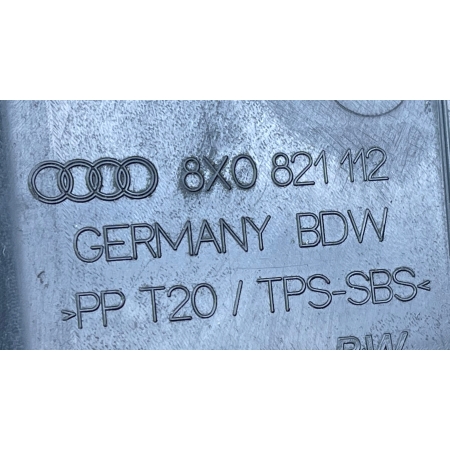 8X0 821 112
GERMANY BDW
>PP T20 / TPS-SBS<